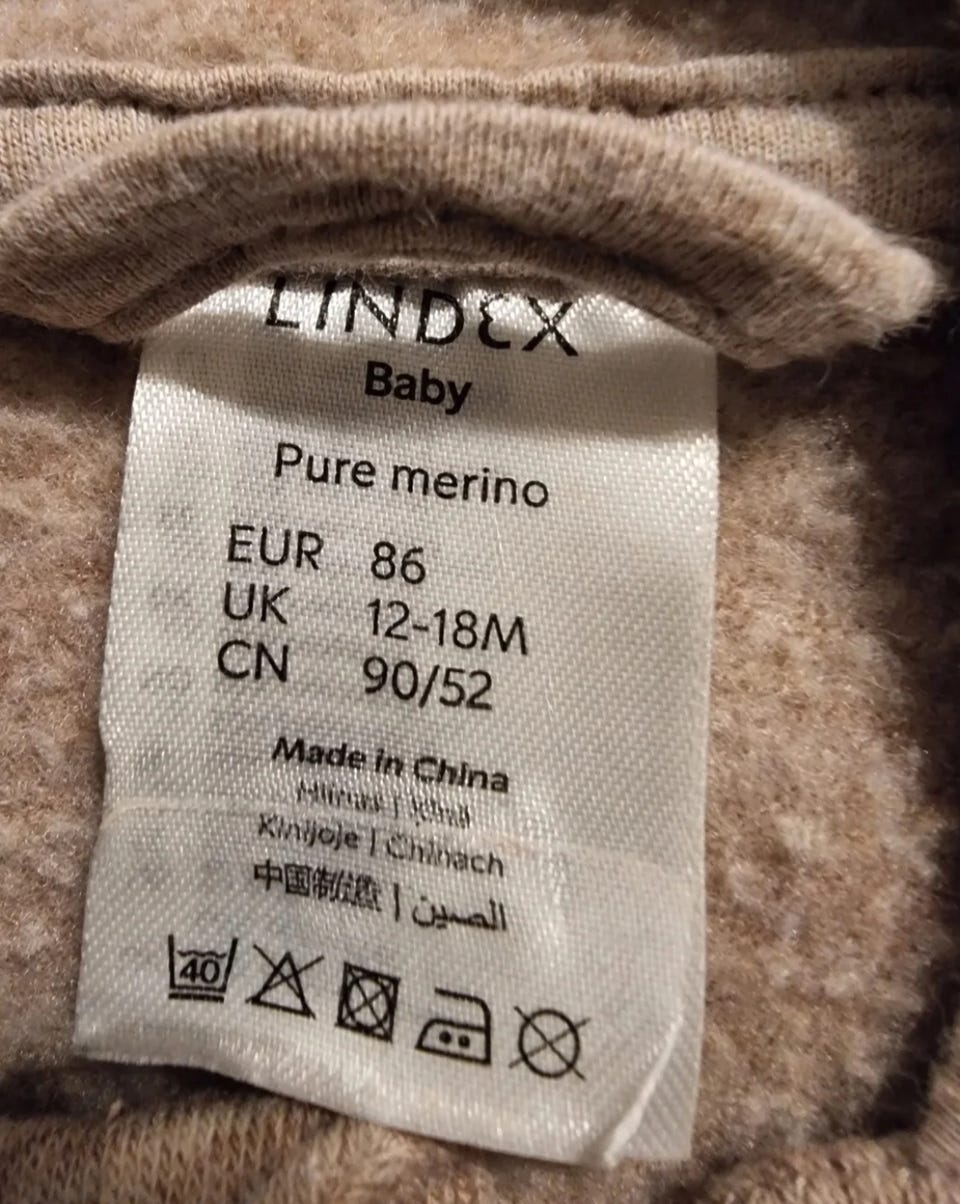 LINDEX
Baby
Pure merino
EUR 86
UK 12-18M
CN 90/52
Made in China
Kinijoje | Chinach
中国制造 | الصين
40